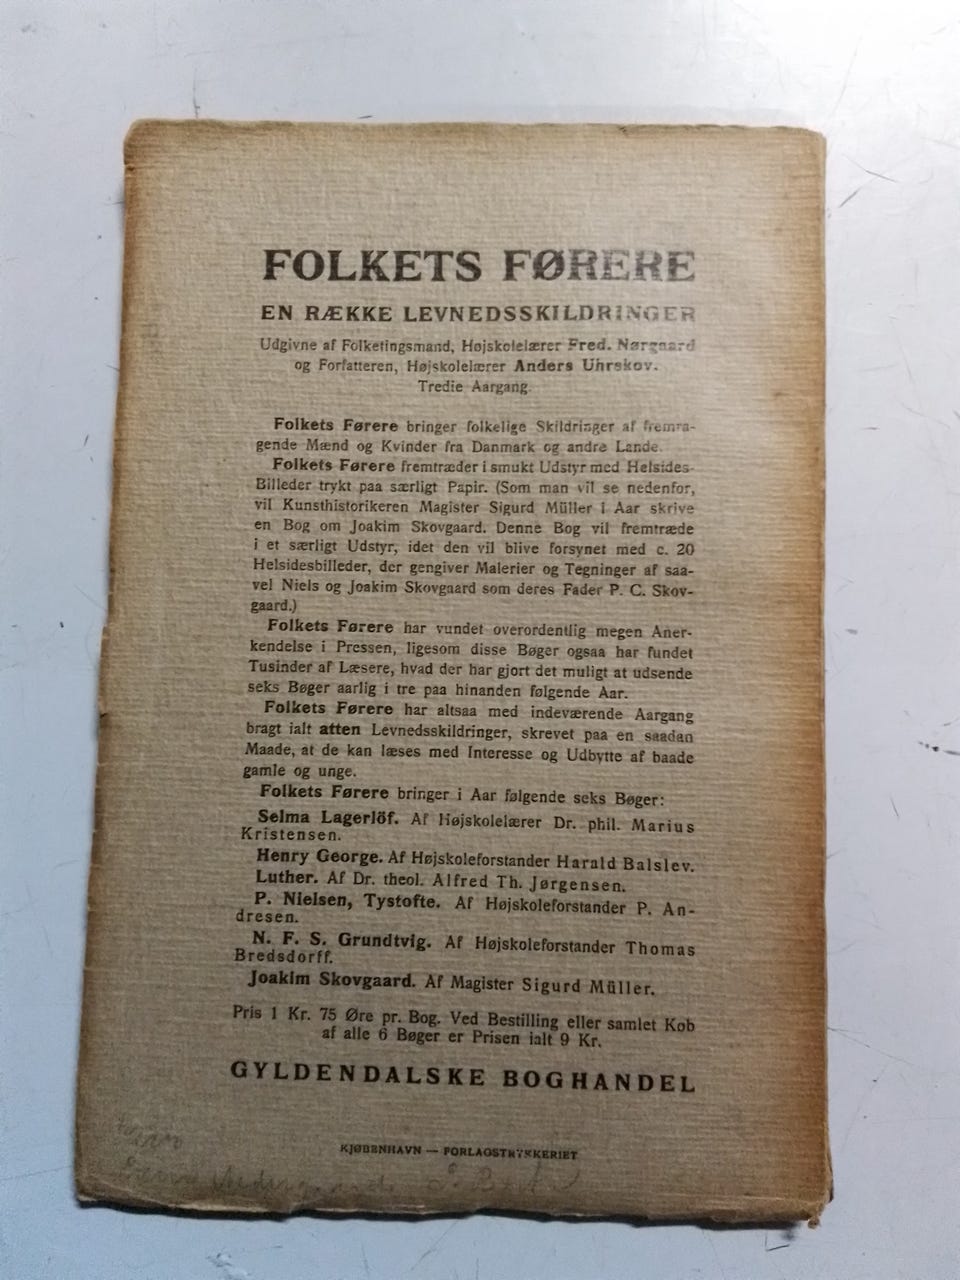 FOLKETS FØRERE
EN RÆKKE LEVNEDSSKILDRINGER
Udgivne af Folketingsmand, Højskolelærer Fred. Nørgaard
og Forfatteren, Højskolelærer Anders Uhrskov.
Tredie Aargang.
Folkets Førere bringer folkelige Skildringer af fremra-
gende Mænd og Kvinder fra Danmark og andre Lande.
Folkets Førere fremtræder i smukt Udstyr med Helsides-
Billeder trykt paa særligt Papir. (Som man vil se nedenfor,
vil Kunsthistorikeren Magister Sigurd Müller i Aar skrive
en Bog om Joakim Skovgaard. Denne Bog vil fremtræde
i et særligt Udstyr, idet den vil blive forsynet med c. 20
Helsidesbilleder, der gengiver Malerier og Tegninger af saa-
vel Niels og Joakim Skovgaard som deres Fader P. C. Skov-
gaard.)
Folkets Førere har vundet overordentlig megen Aner-
kendelse i Pressen, ligesom disse Bøger ogsaa har fundet
Tusinder af Læsere, hvad der har gjort det muligt at udsende
seks Bøger aarlig i tre paa hinanden følgende Aar.
Folkets Førere har altsaa med indeværende Aargang
bragt ialt atten Levnedsskildringer, skrevet paa en saadan
Maade, at de kan læses med Interesse og Udbytte af baade
gamle og unge.
Folkets Førere bringer i Aar følgende seks Bøger:
Selma Lagerlöf. Af Højskolelærer Dr. phil. Marius
Kristensen.
Henry George. Af Højskoleforstander Harald Balslev.
Luther. Af Dr. theol. Alfred Th. Jørgensen.
P. Nielsen, Tystofte. Af Højskoleforstander P. An-
dresen.
N. F. S. Grundtvig. Af Højskoleforstander Thomas
Bredsdorff.
Joakim Skovgaard. Af Magister Sigurd Müller.
Pris 1 Kr. 75 Øre pr. Bog. Ved Bestilling eller samlet Køb
af alle 6 Bøger er Prisen ialt 9 Kr.
GYLDENDALSKE BOGHANDEL
KJØBENHAVN — FORLAGSTRYKKERIET